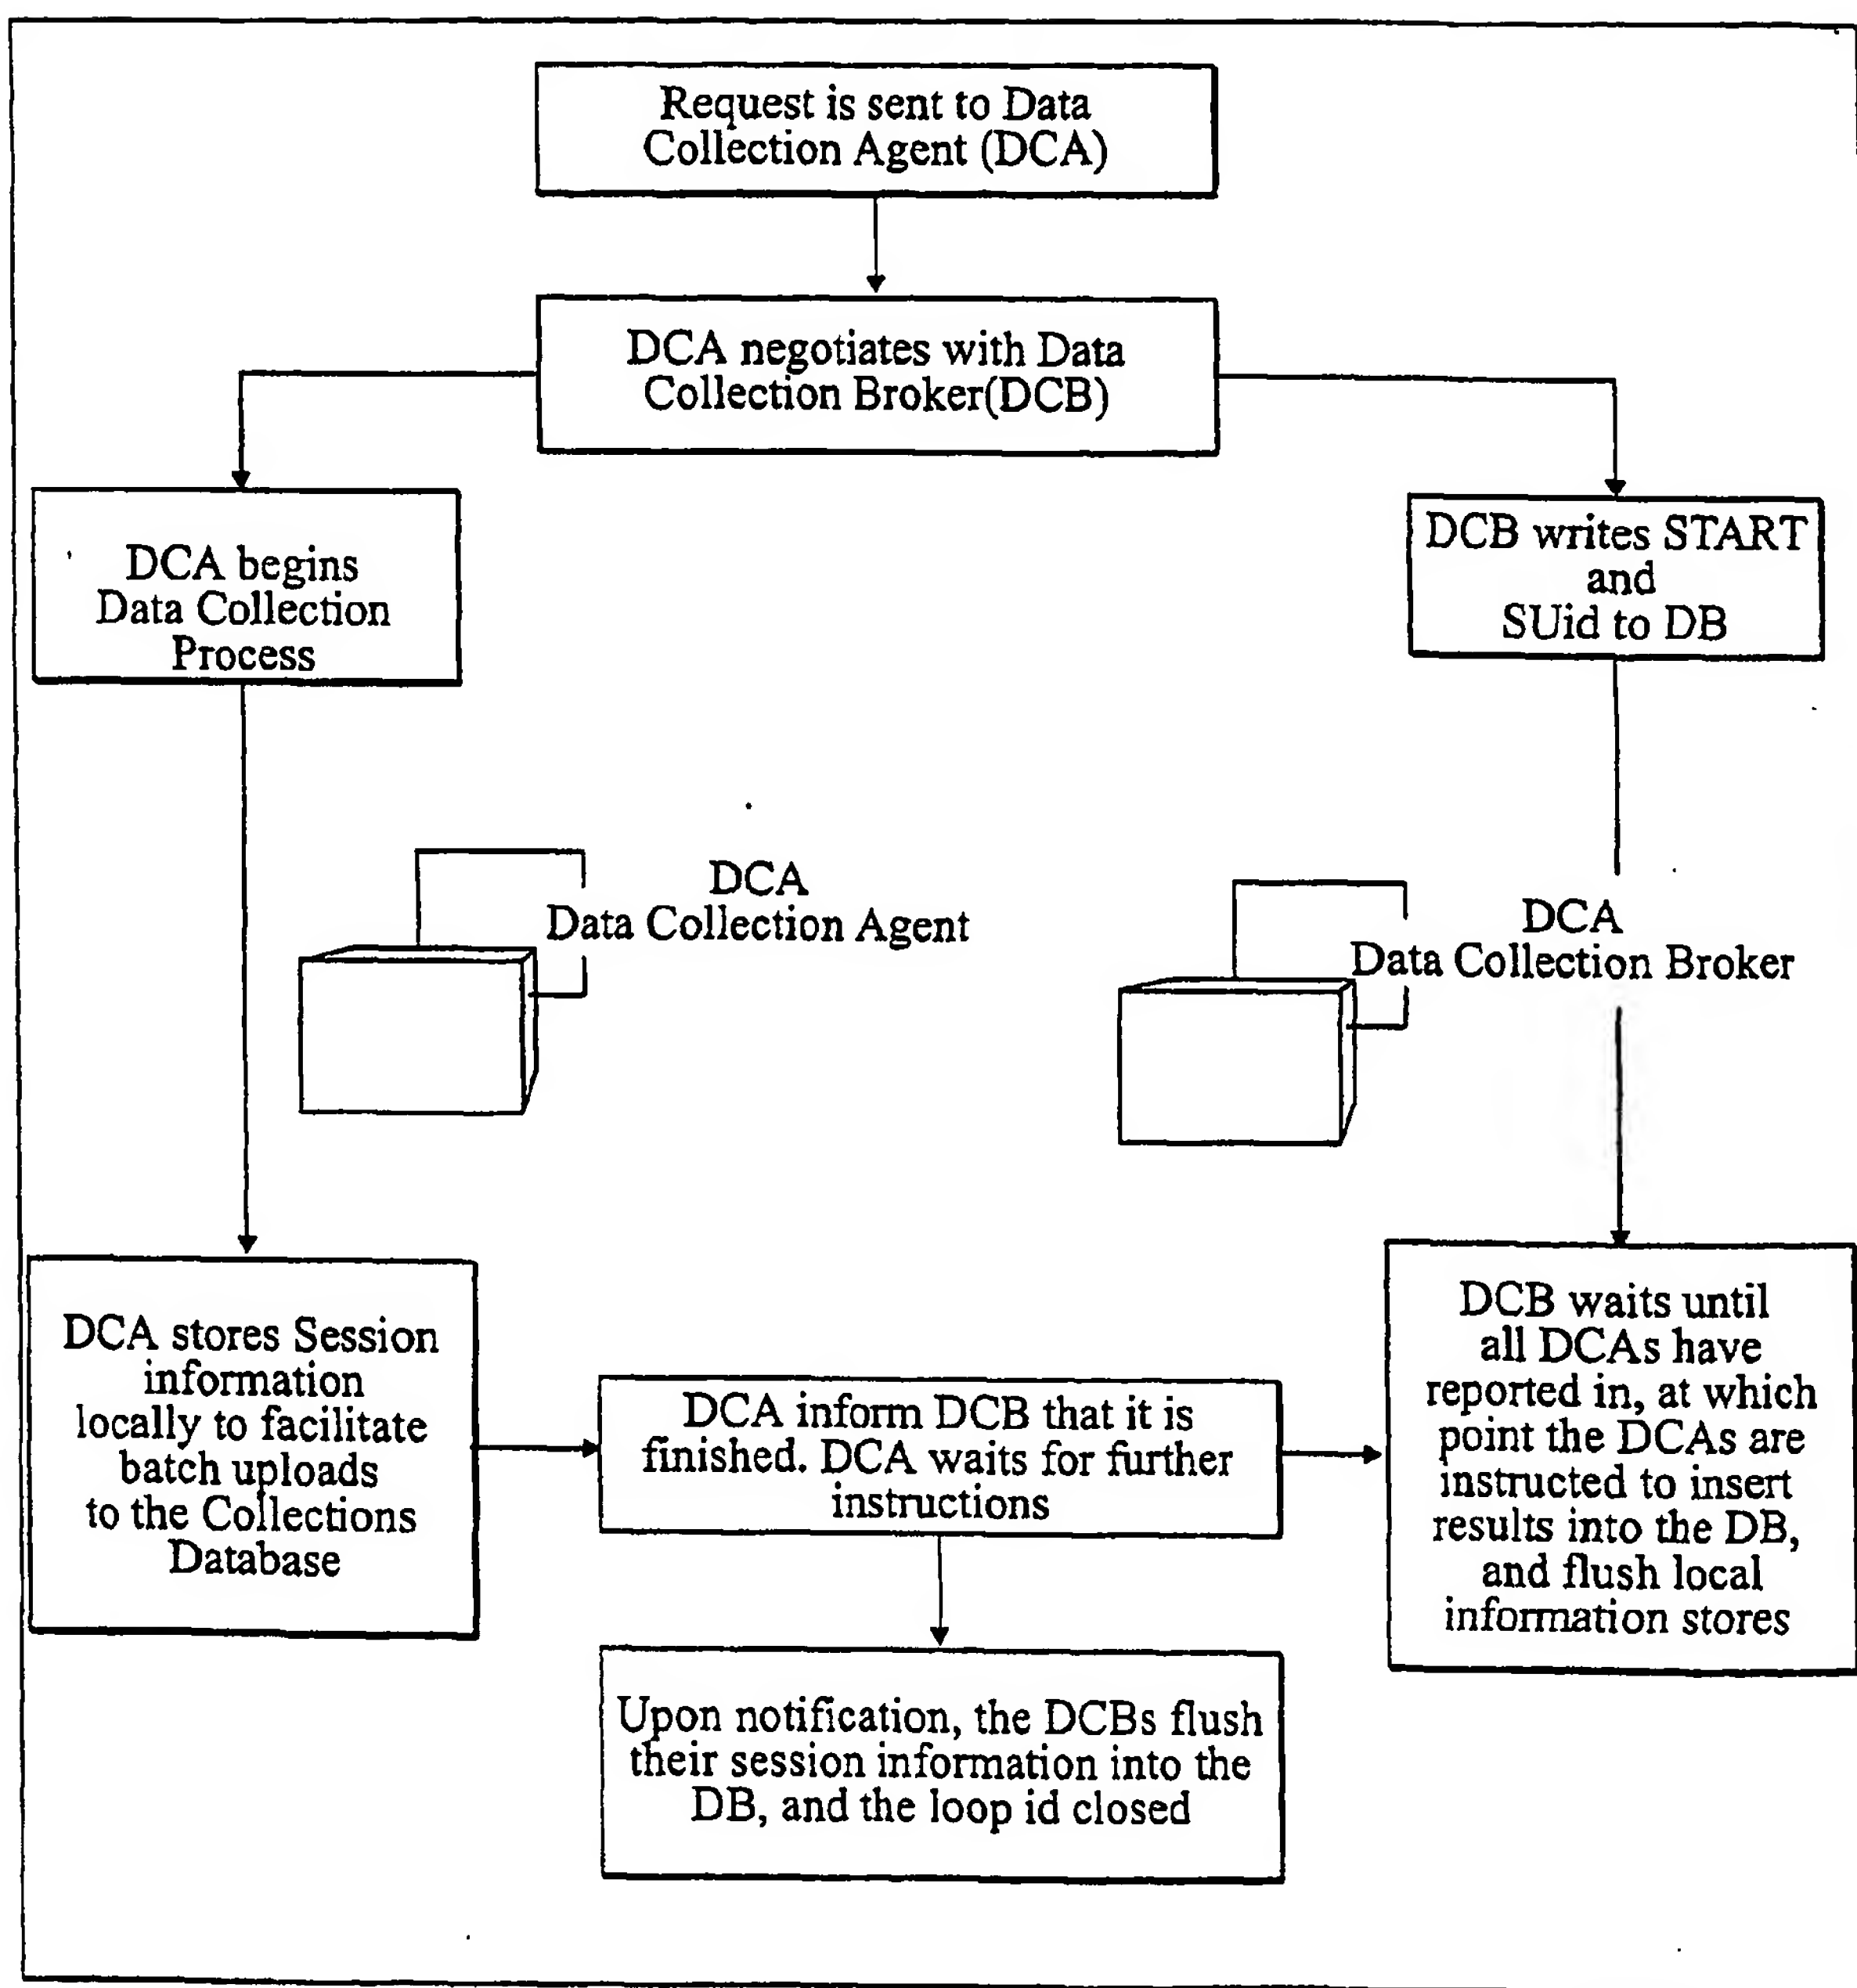 Request is sent to Data
Collection Agent (DCA)
DCA negotiates with Data
Collection Broker(DCB)
DCA begins
Data Collection
Process
DCB writes START
and
SUid to DB
DCA
Data Collection Agent
DCA
Data Collection Broker
DCA stores Session
information
locally to facilitate
batch uploads
to the Collections
Database
DCA inform DCB that it is
finished. DCA waits for further
instructions
DCB waits until
all DCAs have
reported in, at which
point the DCAs are
instructed to insert
results into the DB,
and flush local
information stores
Upon notification, the DCBs flush
their session information into the
DB, and the loop id closed